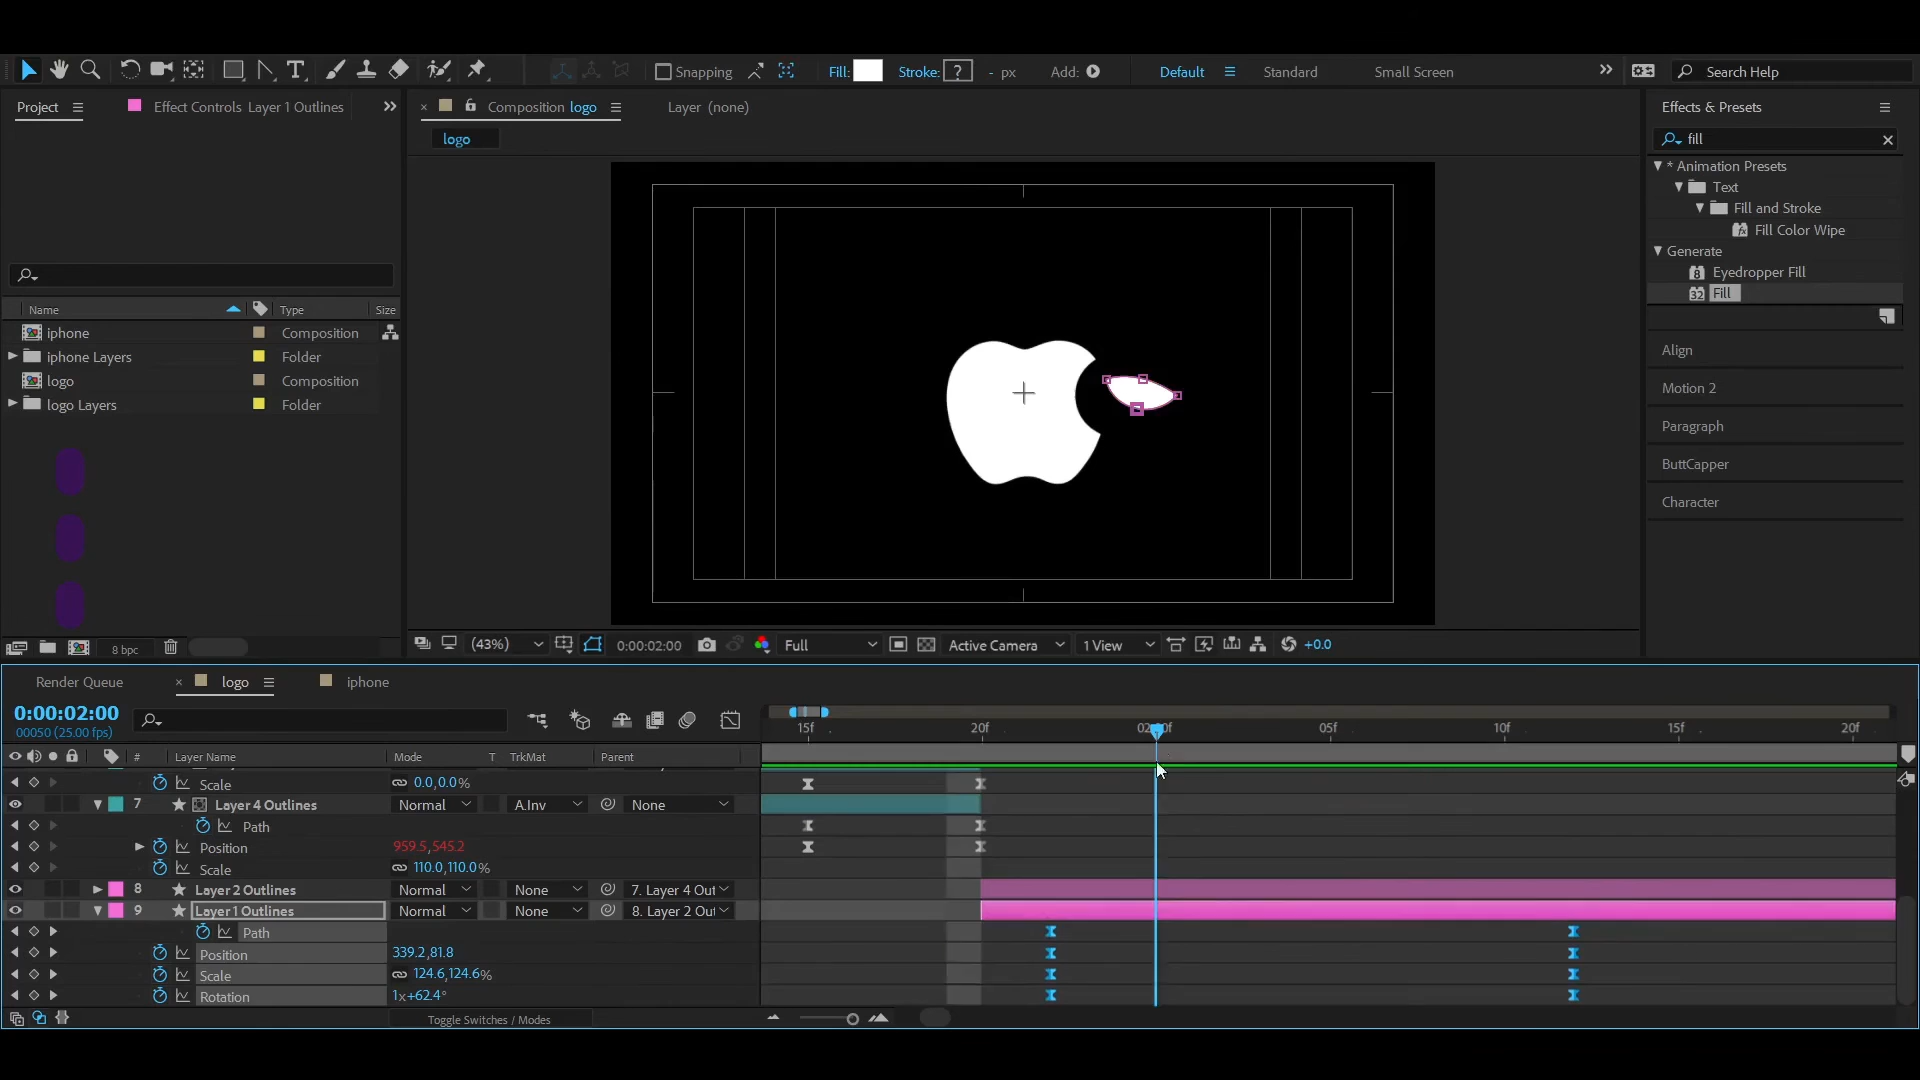 Snapping
Fill:
Stroke:
?
- px
Add:
Default
Standard
Small Screen
Search Help
Project
Effect Controls Layer 1 Outlines
Composition logo
Layer (none)
Effects & Presets
logo
fill
* Animation Presets
Text
Fill and Stroke
Fill Color Wipe
Generate
8 Eyedropper Fill
32 Fill
Name
Type
Size
iphone
Composition
iphone Layers
Folder
logo
Composition
logo Layers
Folder
Align
Motion 2
Paragraph
ButtCapper
Character
8 bpc
(43%)
0:00:02:00
Full
Active Camera
1 View
+0.0
Render Queue
logo
iphone
0:00:02:00
00050 (25.00 fps)
15f
20f
05f
10f
15f
20f
#
Layer Name
Mode
T
TrkMat
Parent
Scale
0.0,0.0%
7
Layer 4 Outlines
Normal
A.Inv
None
Path
Position
959.5,545.2
Scale
110.0,110.0%
8
Layer 2 Outlines
Normal
None
7. Layer 4 Out
9
Layer 1 Outlines
Normal
None
8. Layer 2 Out
Path
Position
339.2,81.8
Scale
124.6,124.6%
Rotation
1x+62.4°
Toggle Switches / Modes